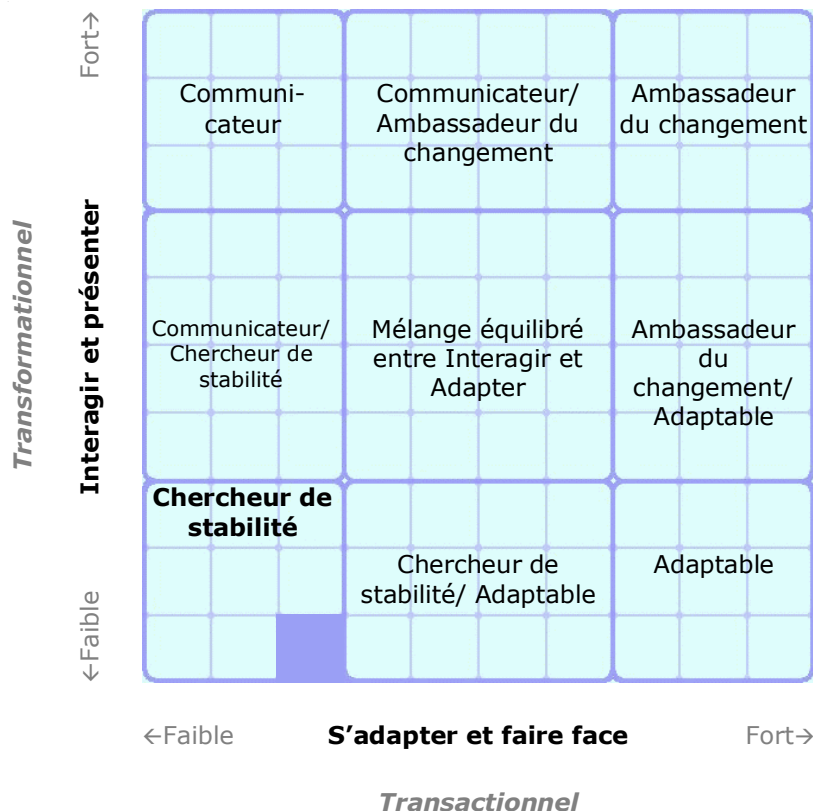 Fort→
Communi-
cateur
Communicateur/
Ambassadeur du
changement
Ambassadeur
du changement
Transformationnel
Interagir et présenter
Communicateur/
Chercheur de
stabilité
Mélange équilibré
entre Interagir et
Adapter
Ambassadeur
du
changement/
Adaptable
Chercheur de
stabilité
Chercheur de
stabilité/ Adaptable
Adaptable
←Faible
←Faible
S’adapter et faire face
Fort→
Transactionnel